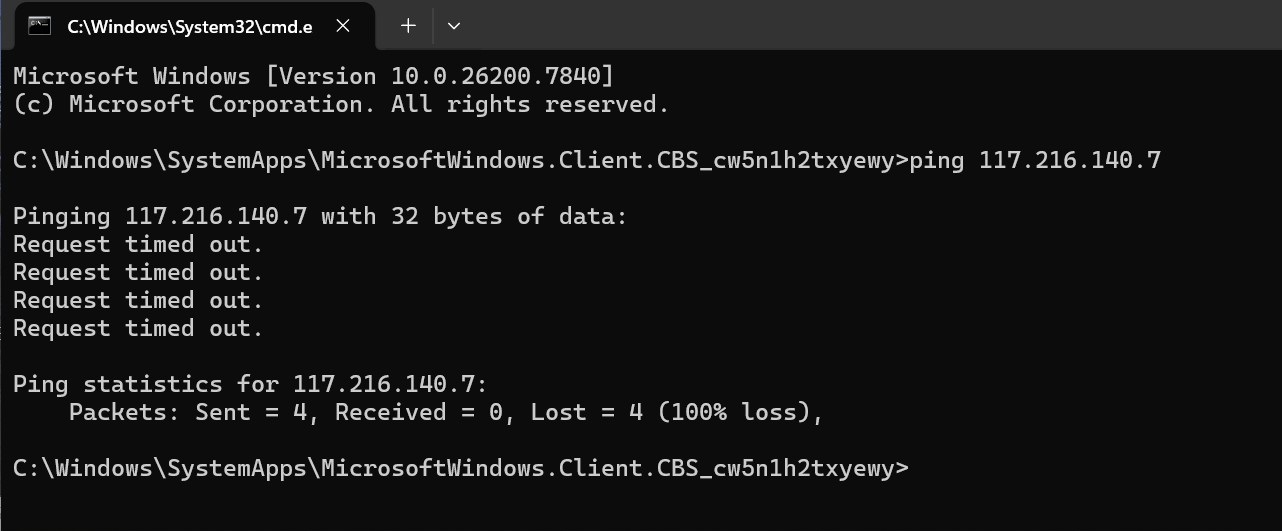 C:\Windows\System32\cmd.e
Microsoft Windows [Version 10.0.26200.7840]
(c) Microsoft Corporation. All rights reserved.
C:\Windows\SystemApps\MicrosoftWindows.Client.CBS_cw5n1h2txyewy>ping 117.216.140.7
Pinging 117.216.140.7 with 32 bytes of data:
Request timed out.
Request timed out.
Request timed out.
Request timed out.
Ping statistics for 117.216.140.7:
    Packets: Sent = 4, Received = 0, Lost = 4 (100% loss),
C:\Windows\SystemApps\MicrosoftWindows.Client.CBS_cw5n1h2txyewy>